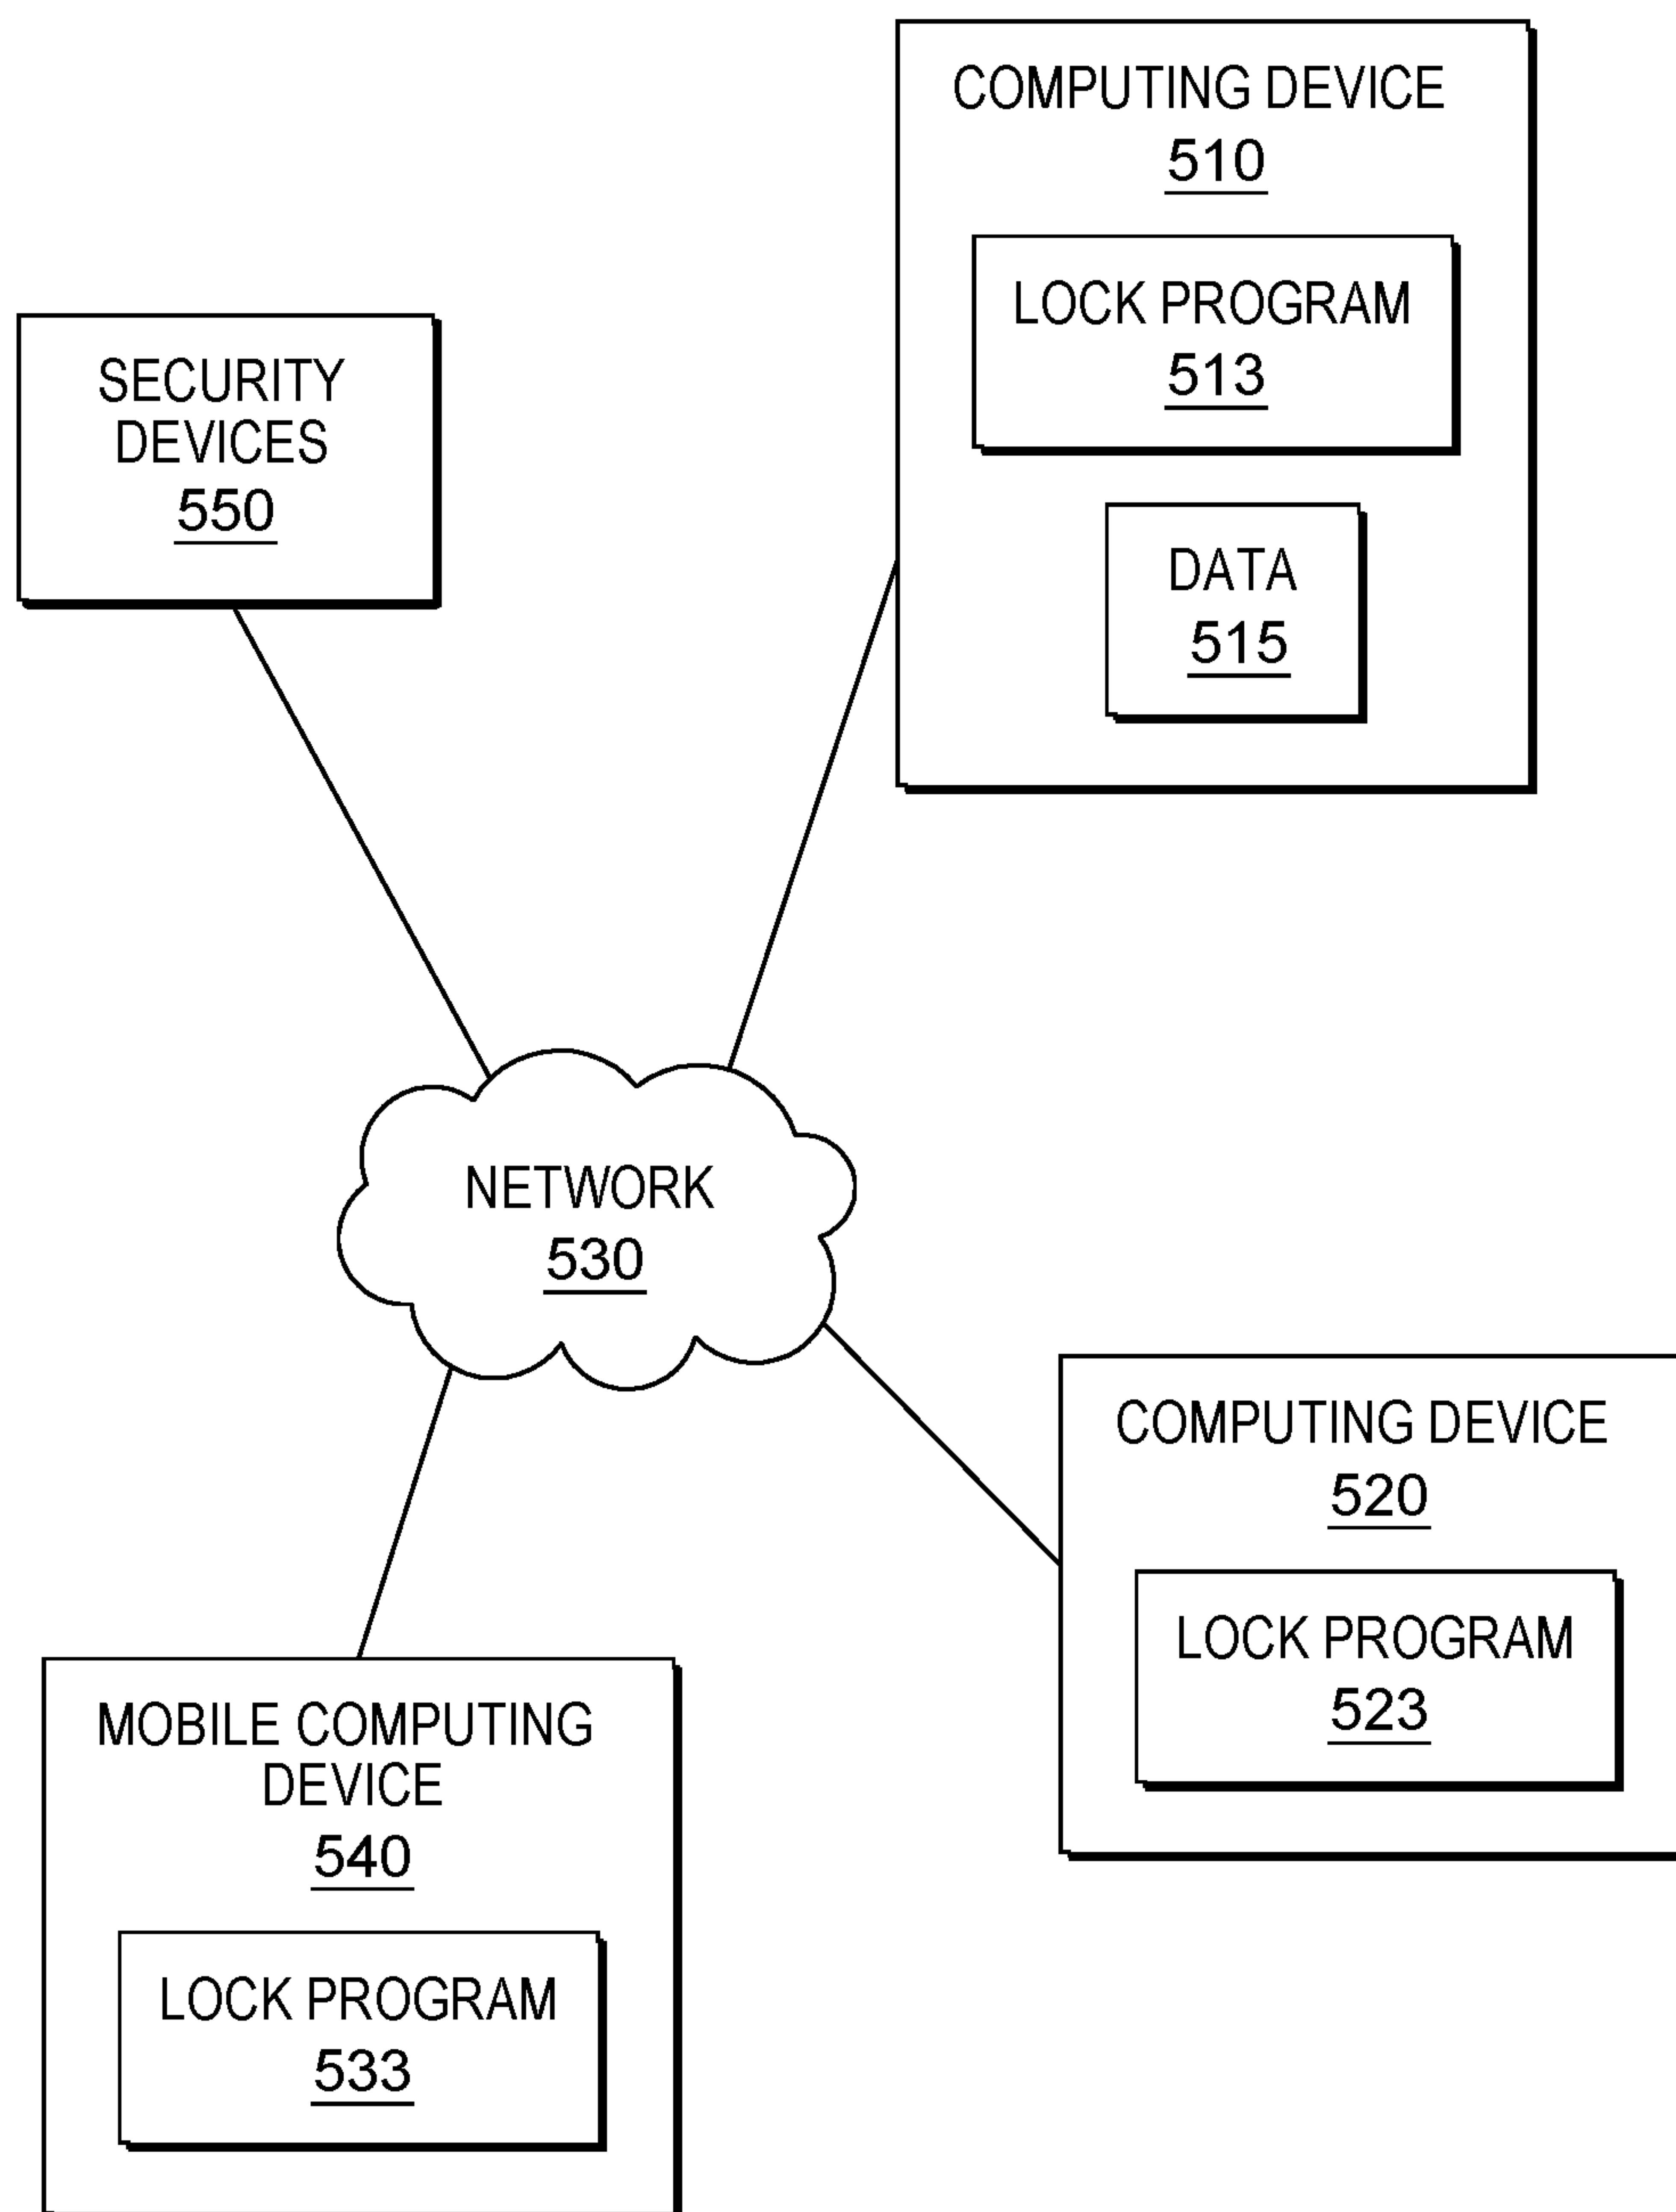 COMPUTING DEVICE
510
LOCK PROGRAM
513
DATA
515
SECURITY
DEVICES
550
NETWORK
530
COMPUTING DEVICE
520
LOCK PROGRAM
523
MOBILE COMPUTING
DEVICE
540
LOCK PROGRAM
533